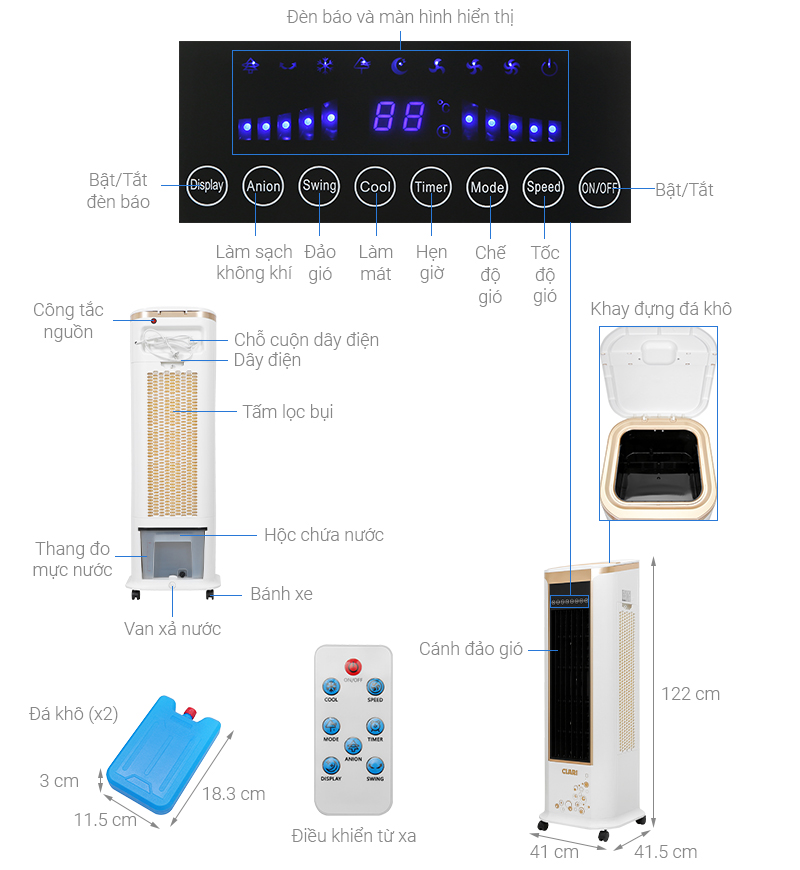 Đèn báo và màn hình hiển thị
88
°C
Bật/Tắt
đèn báo
Display
Anion
Swing
Cool
Timer
Mode
Speed
ON/OFF
Bật/Tắt
Làm sạch
không khí
Đảo
gió
Làm
mát
Hẹn
giờ
Chế
độ
gió
Tốc
độ
gió
Công tắc
nguồn
Chỗ cuộn dây điện
Dây điện
Tấm lọc bụi
Hộc chứa nước
Thang đo
mực nước
Bánh xe
Van xả nước
Khay đựng đá khô
Cánh đảo gió
122 cm
CLARI
41 cm
41.5 cm
Đá khô (x2)
3 cm
11.5 cm
18.3 cm
ON/OFF
COOL
SPEED
MODE
TIMER
ANION
DISPLAY
SWING
Điều khiển từ xa